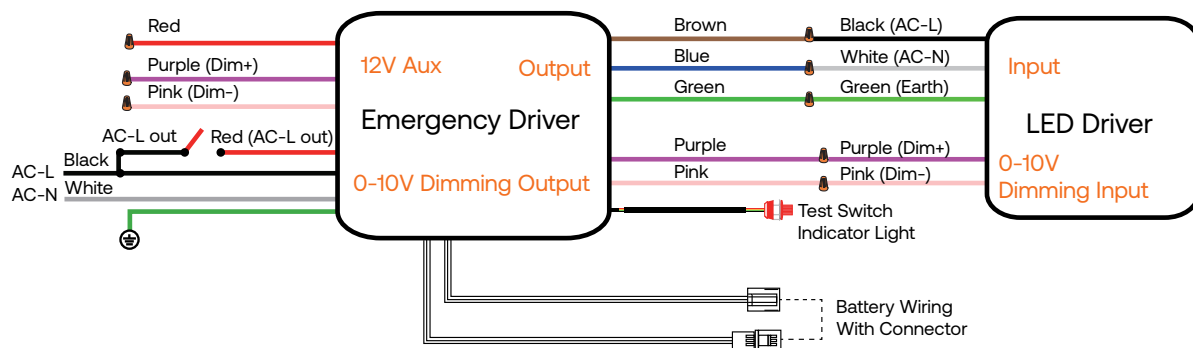 Red
Purple (Dim+)
Pink (Dim-)
AC-L out
Red (AC-L out)
Black
AC-L
White
AC-N
12V Aux
Output
Emergency Driver
0-10V Dimming Output
Brown
Black (AC-L)
Blue
White (AC-N)
Green
Green (Earth)
Purple
Purple (Dim+)
Pink
Pink (Dim-)
Test Switch
Indicator Light
Input
LED Driver
0-10V
Dimming Input
Battery Wiring
With Connector